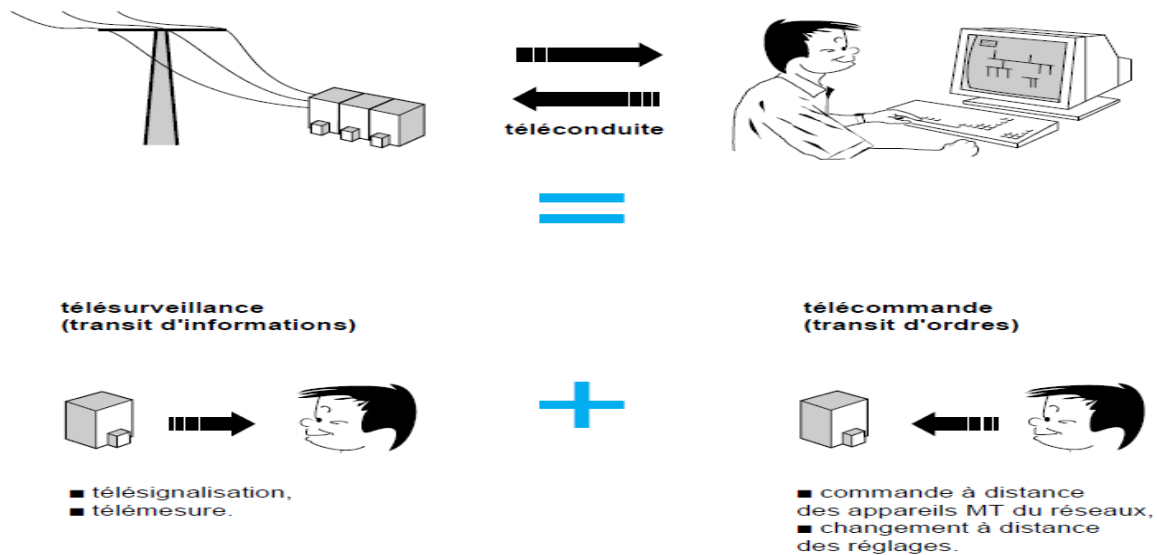 téléconduite
télésurveillance
(transit d'informations)
■ télésignalisation,
■ télémesure.
télécommande
(transit d'ordres)
■ commande à distance
des appareils MT du réseaux,
■ changement à distance
des réglages.